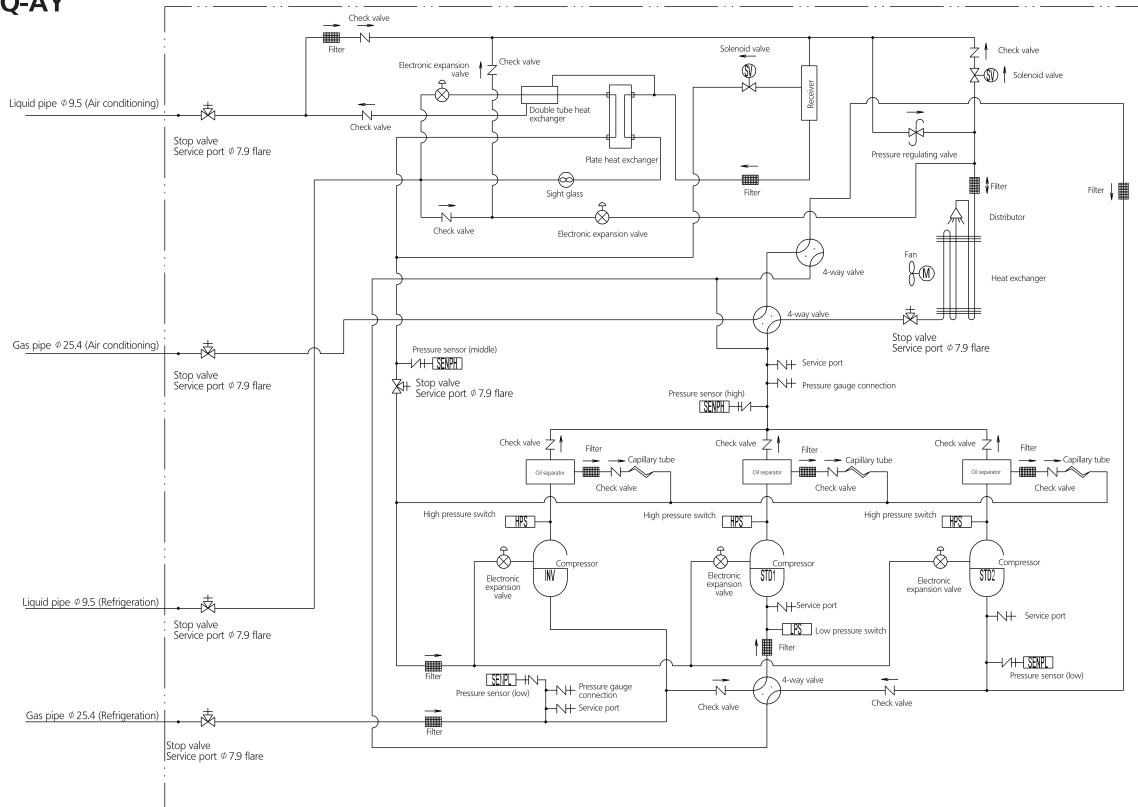 Q-AY
Check valve
Filter
Solenoid valve
Check valve
Electronic expansion
valve
Check valve
SV
SV
Solenoid valve
Receiver
Liquid pipe φ9.5 (Air conditioning)
Double tube heat
exchanger
Check valve
Stop valve
Service port φ7.9 flare
Pressure regulating valve
Plate heat exchanger
Sight glass
Filter
Filter
Filter
Distributor
Check valve
Electronic expansion valve
Fan
M
4-way valve
Heat exchanger
4-way valve
Stop valve
Service port φ7.9 flare
Gas pipe φ25.4 (Air conditioning)
Pressure sensor (middle)
SENPH
Service port
Stop valve
Service port φ7.9 flare
Stop valve
Service port φ7.9 flare
Pressure gauge connection
Pressure sensor (high)
SENPH
Check valve
Filter
Capillary tube
Oil separator
Check valve
Check valve
Filter
Capillary tube
Oil separator
Check valve
Check valve
Filter
Capillary tube
Oil separator
Check valve
High pressure switch
HPS
High pressure switch
HPS
High pressure switch
HPS
Compressor
INV
Electronic
expansion
valve
Compressor
STD1
Electronic
expansion
valve
Compressor
STD2
Electronic
expansion valve
Liquid pipe φ9.5 (Refrigeration)
Service port
Service port
Stop valve
Service port φ7.9 flare
LPS
Low pressure switch
Filter
Filter
SENPL
Pressure sensor (low)
SENPL
Pressure sensor (low)
4-way valve
Pressure gauge
connection
Service port
Check valve
Check valve
Gas pipe φ25.4 (Refrigeration)
Filter
Stop valve
Service port φ7.9 flare